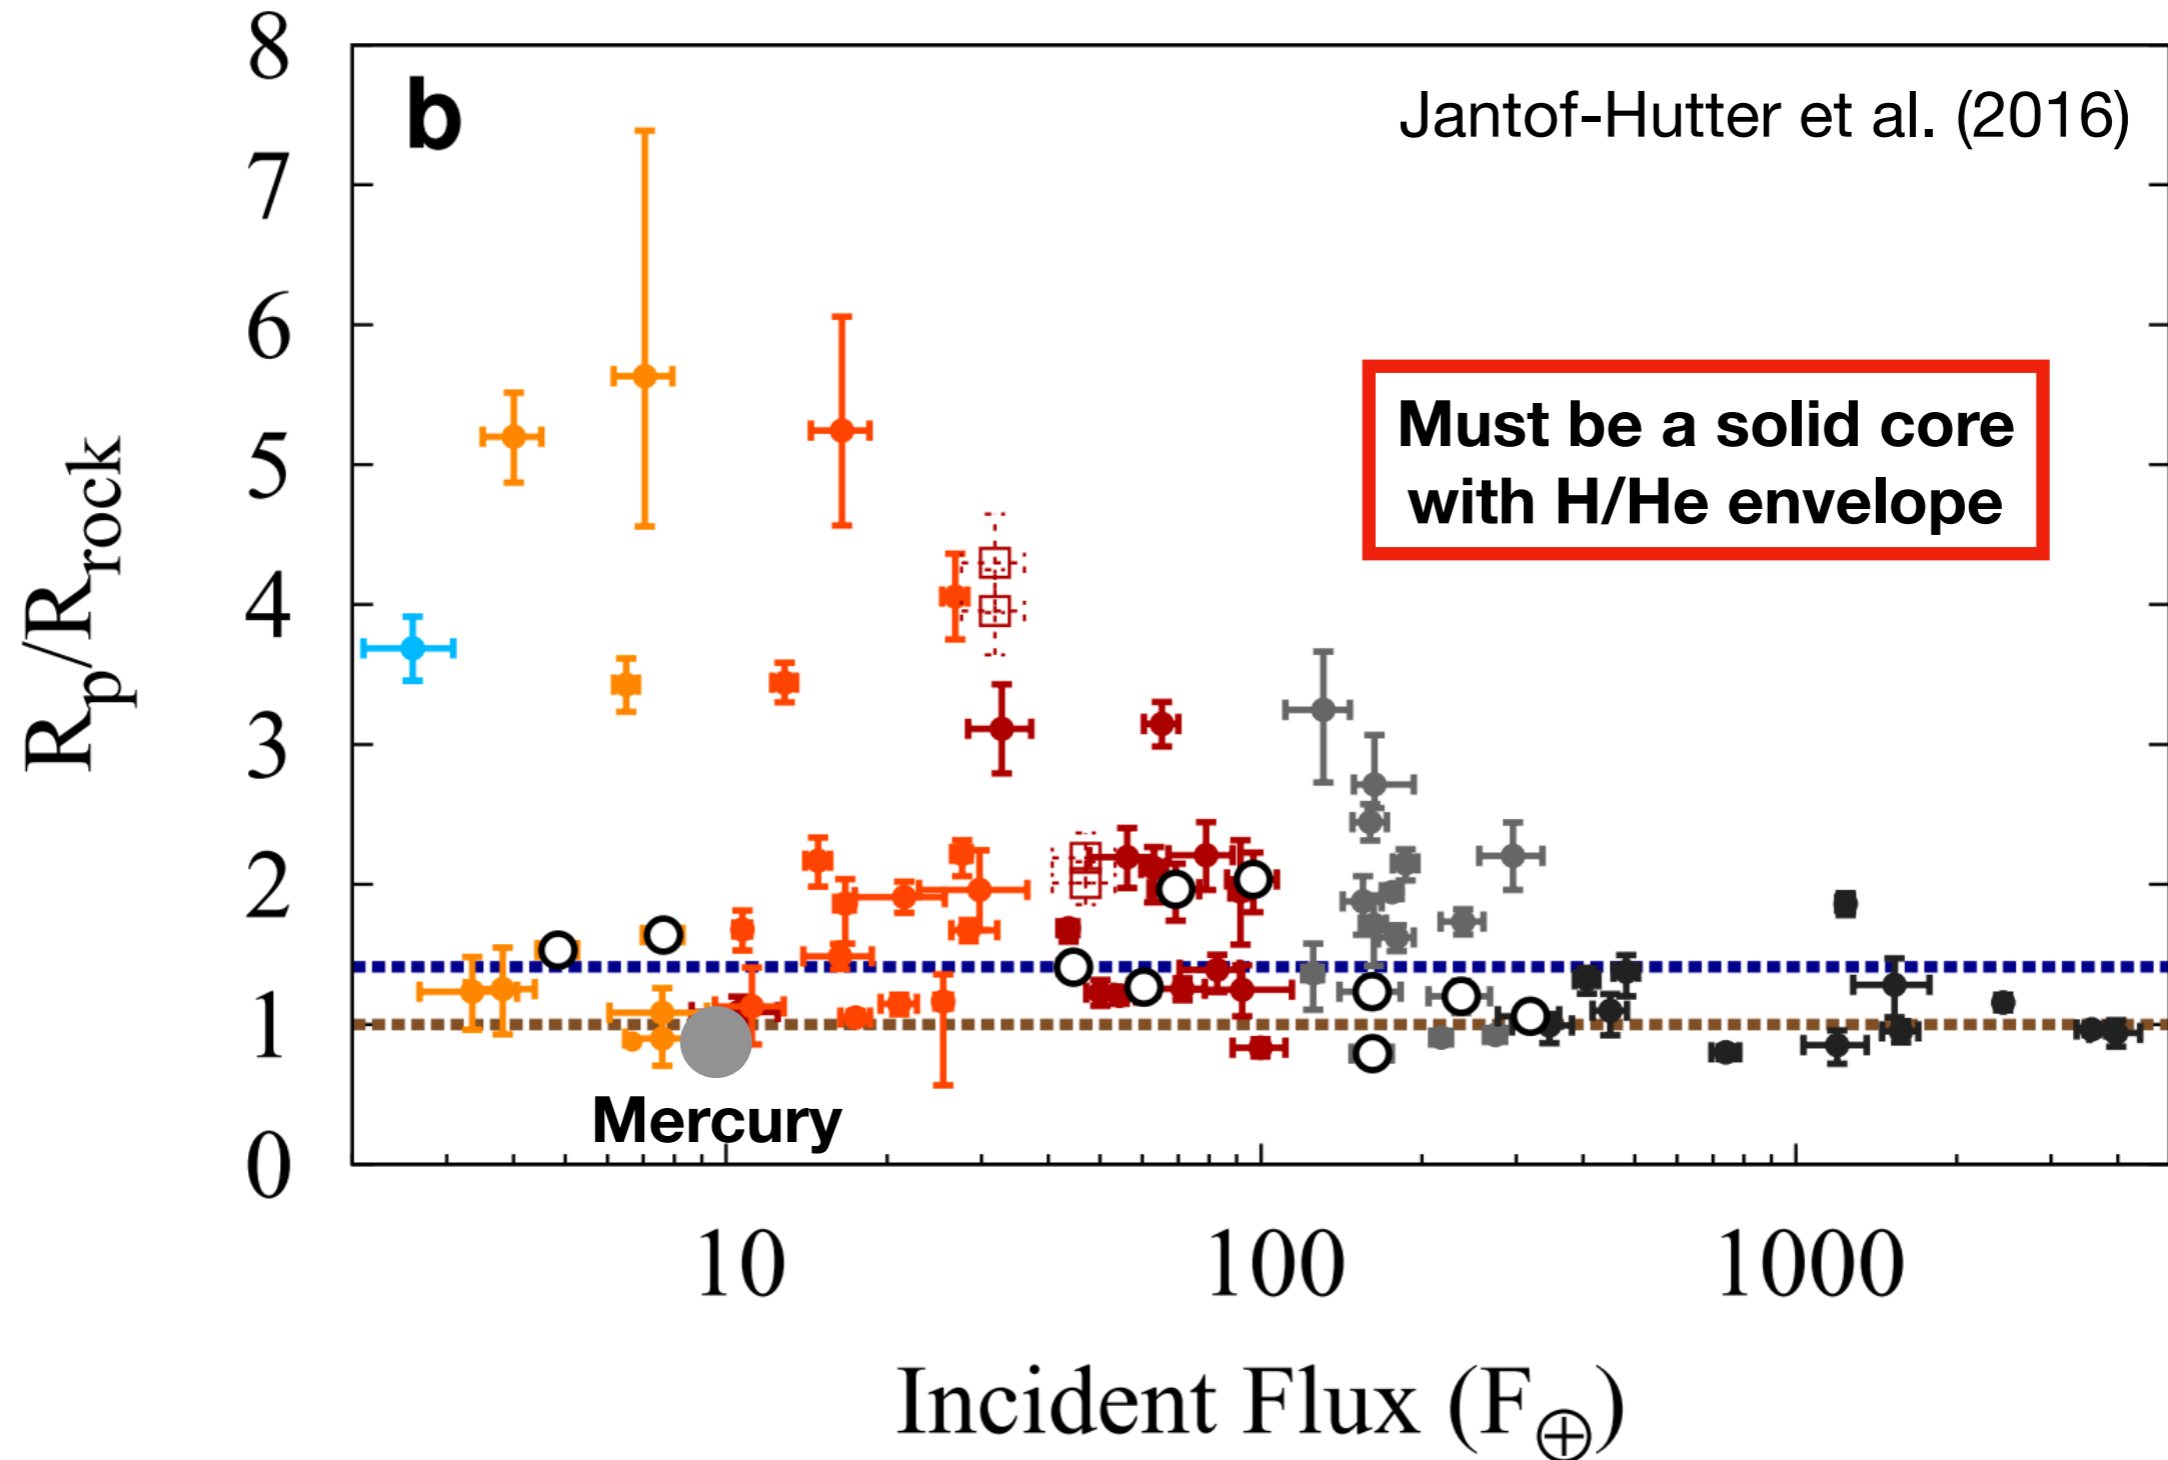 8
b
Jantof-Hutter et al. (2016)
7
6
Must be a solid core
with H/He envelope
5
4
3
2
1
Mercury
0
10
100
1000
Incident Flux (F⊕)
Rp/Rrock